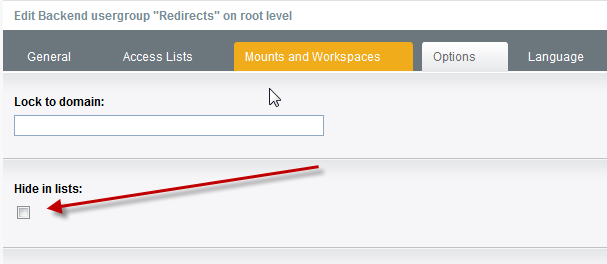 Edit Backend usergroup "Redirects" on root level
General Access Lists Mounts and Workspaces Options Language
Lock to domain:
Hide in lists: